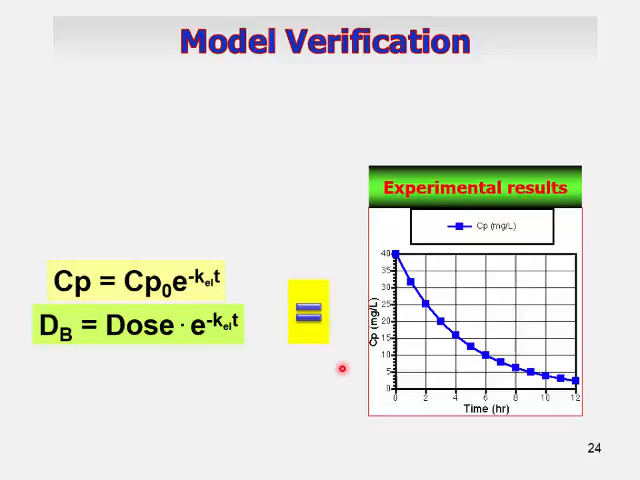 Model Verification
Experimental results
Cp (mg/L)
Cp = Cp₀e^-kₑₗt
D_B = Dose · e^-kₑₗt
=
40
35
30
25
20
15
10
5
0
Cp (mg/L)
0 2 4 6 8 10 12
Time (hr)
24